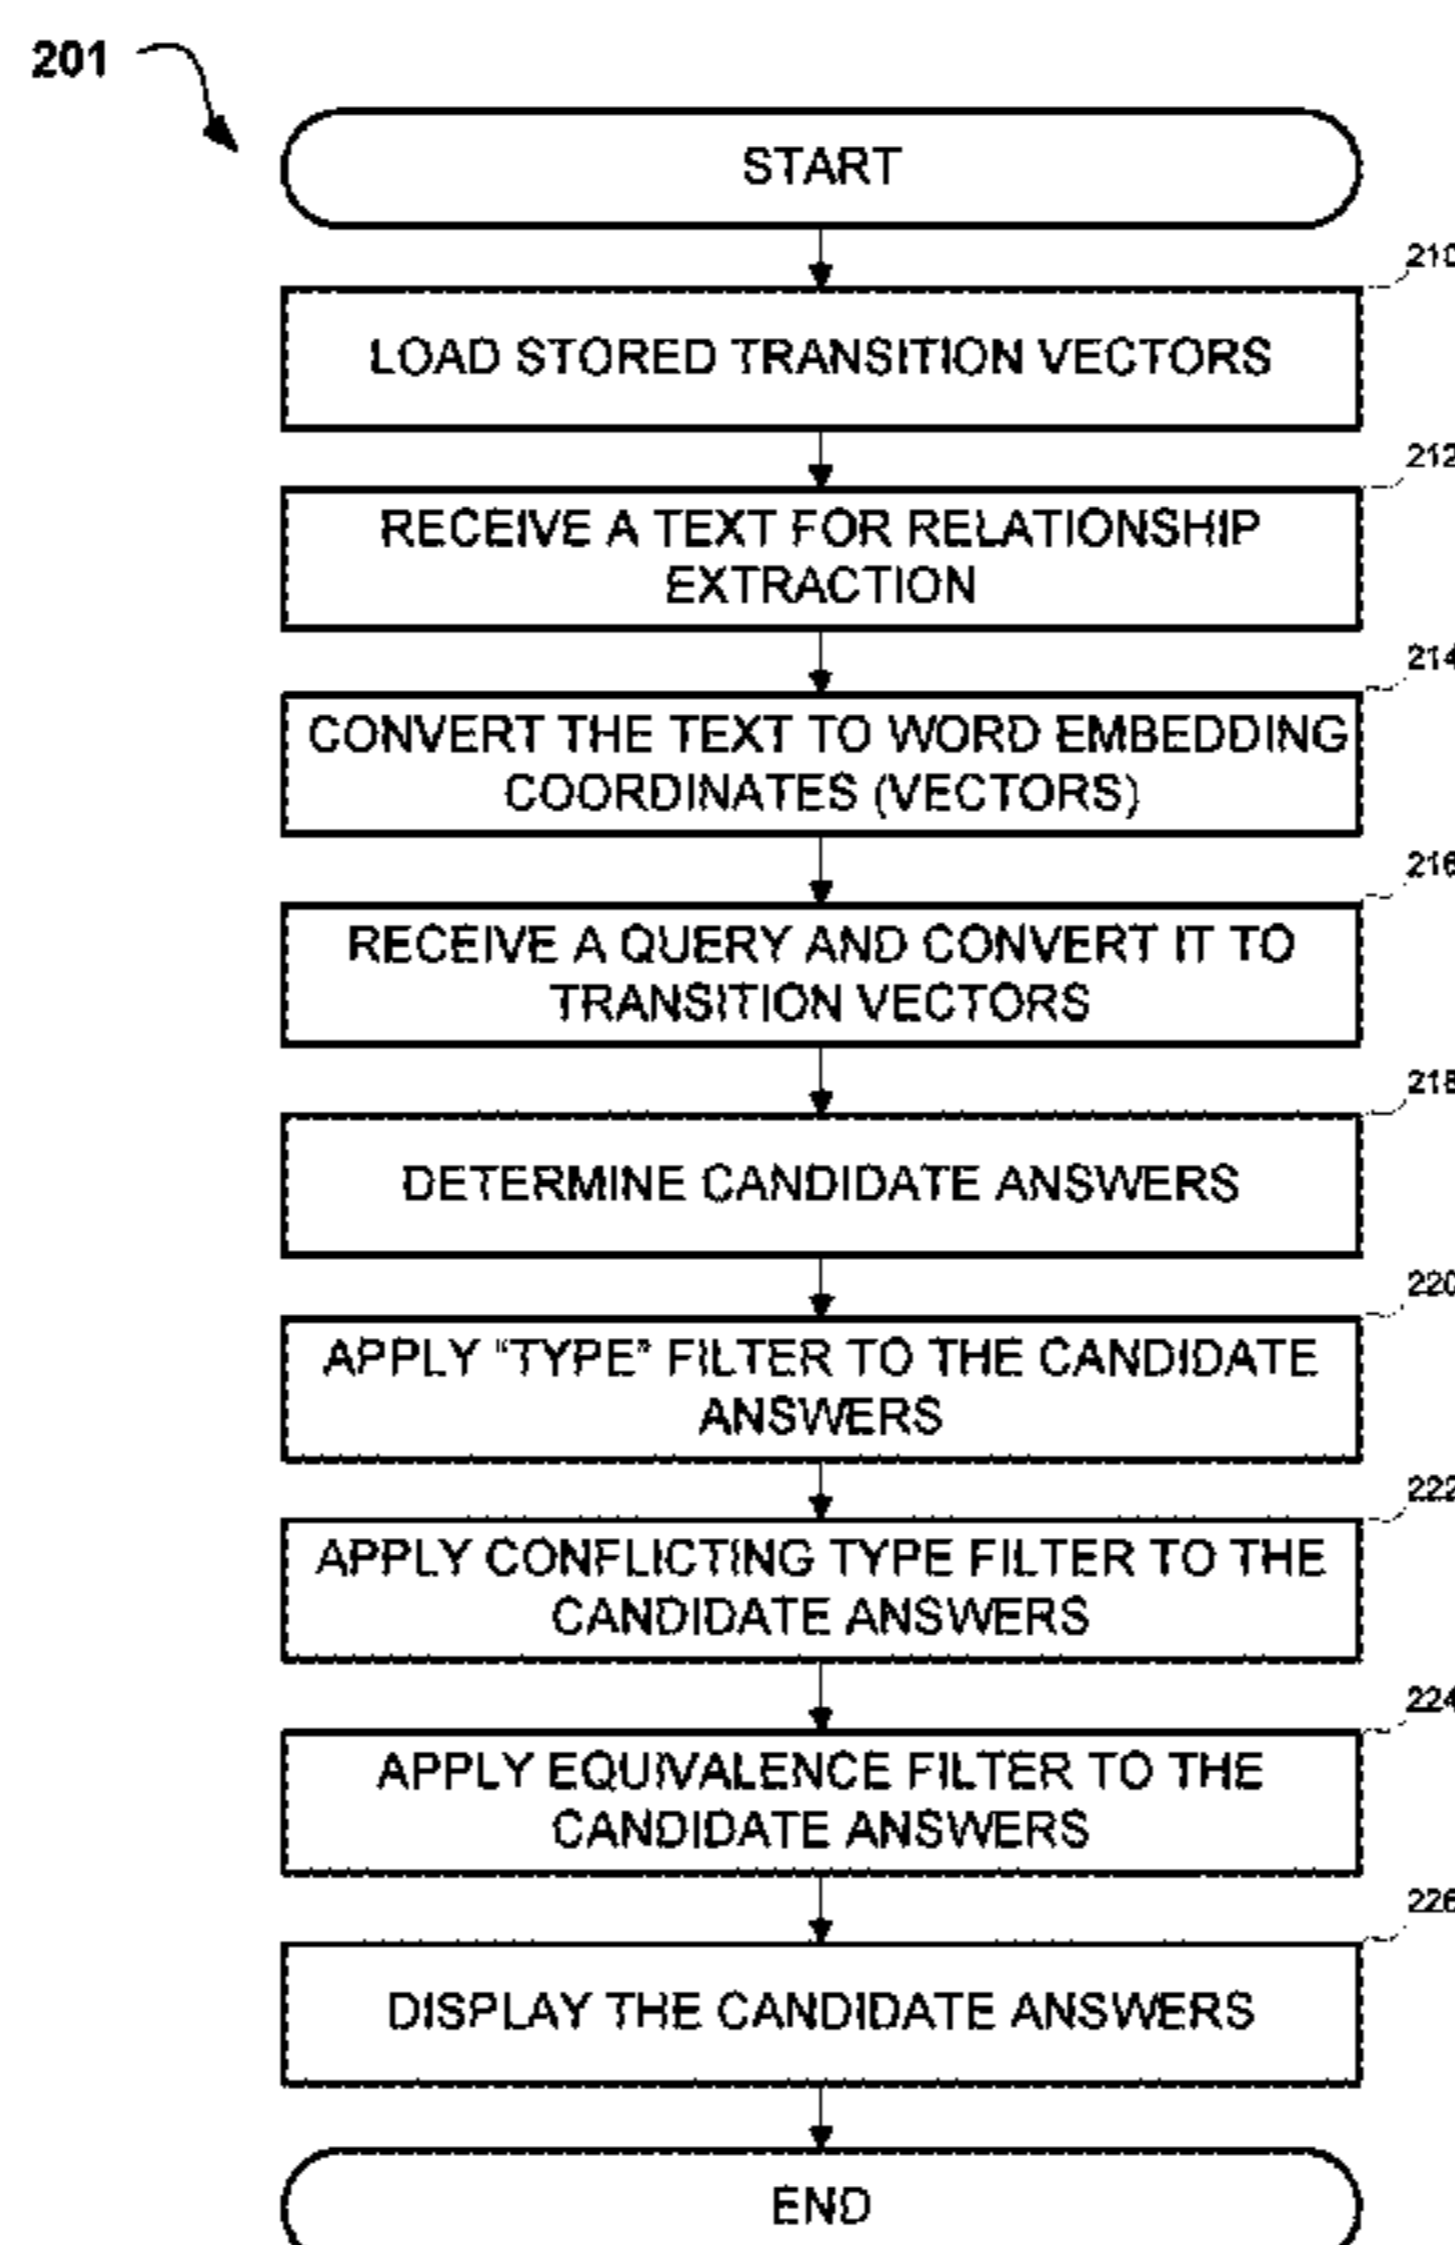 201
START
210
LOAD STORED TRANSITION VECTORS
212
RECEIVE A TEXT FOR RELATIONSHIP
EXTRACTION
214
CONVERT THE TEXT TO WORD EMBEDDING
COORDINATES (VECTORS)
216
RECEIVE A QUERY AND CONVERT IT TO
TRANSITION VECTORS
218
DETERMINE CANDIDATE ANSWERS
220
APPLY "TYPE" FILTER TO THE CANDIDATE
ANSWERS
222
APPLY CONFLICTING TYPE FILTER TO THE
CANDIDATE ANSWERS
224
APPLY EQUIVALENCE FILTER TO THE
CANDIDATE ANSWERS
226
DISPLAY THE CANDIDATE ANSWERS
END